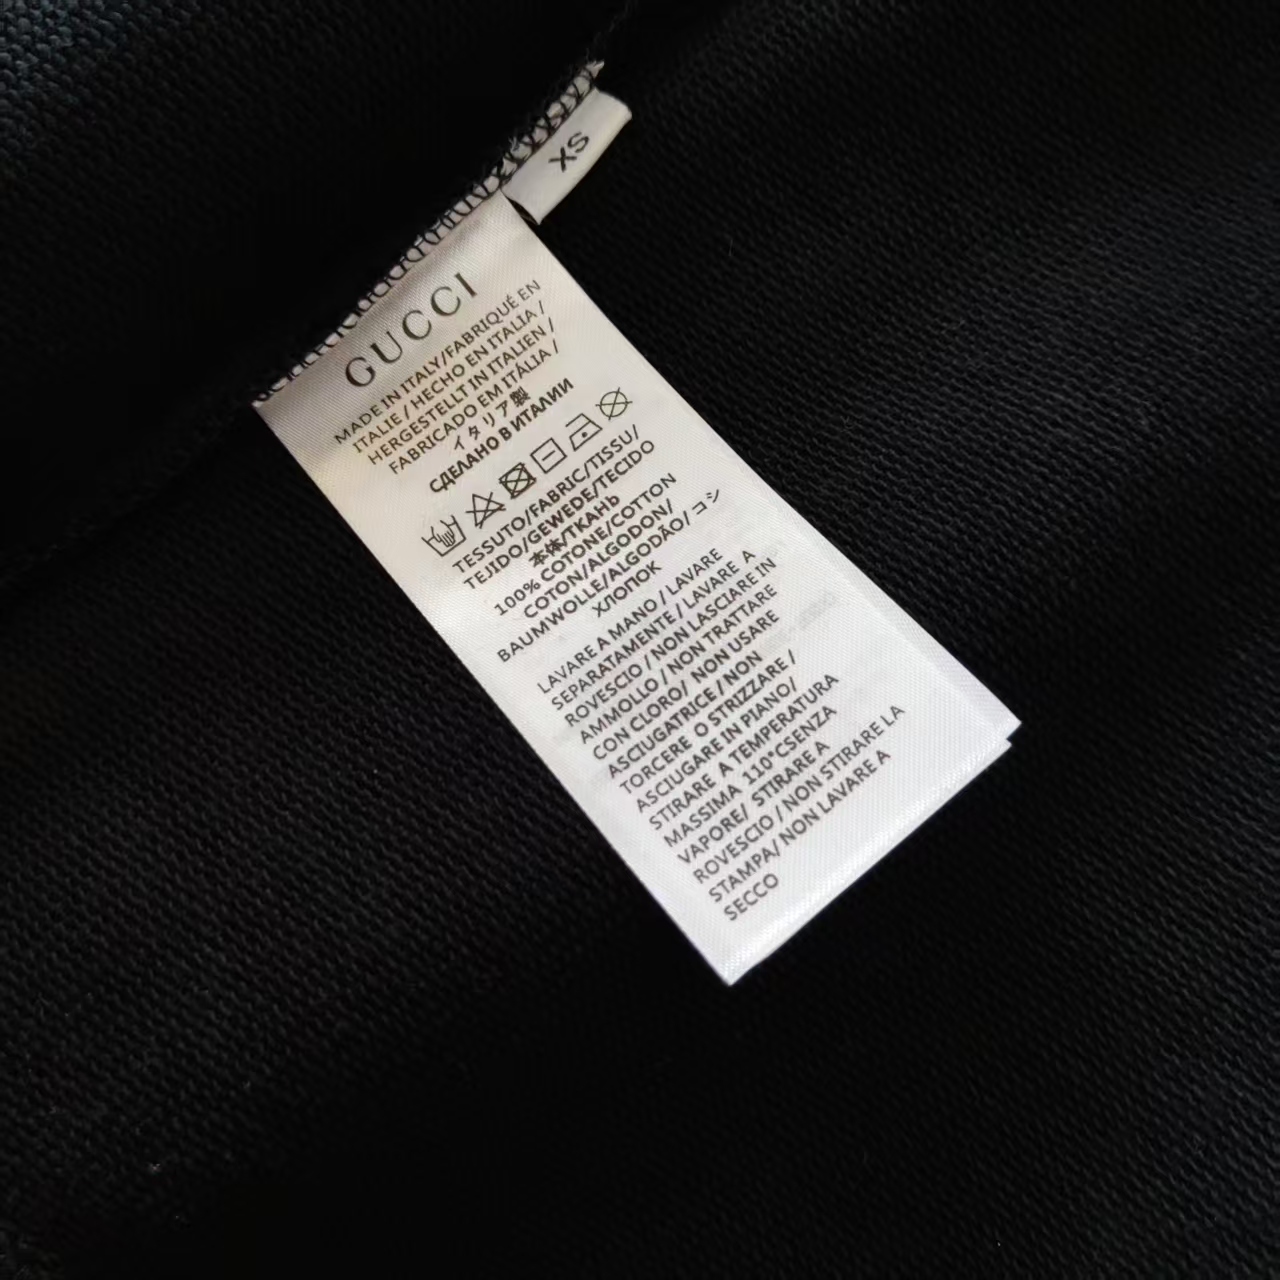 XS
GUCCI
MADE IN ITALY/FABRIQUÉ EN
ITALIE / HECHO EN ITALIA /
HERGESTELLT IN ITALIEN /
FABRICADO EM ITÁLIA /
イタリア製
СДЕЛАНО В ИТАЛИИ
TESSUTO/FABRIC/TISSU/
TEJIDO/GEWEDE/TECIDO
本体/ТКАНЬ
100% COTONE/COTTON
COTON/ALGODON/
BAUMWOLLE/ALGODÃO/ コシ
ХЛОПОК
LAVARE A MANO / LAVARE
SEPARATAMENTE / LAVARE A
ROVESCIO / NON LASCIARE IN
AMMOLLO / NON TRATTARE
CON CLORO/ NON USARE
ASCIUGATRICE / NON
TORCERE O STRIZZARE /
ASCIUGARE IN PIANO/
STIRARE A TEMPERATURA
MASSIMA 110°CSENZA
VAPORE/ STIRARE A
ROVESCIO / NON STIRARE LA
STAMPA/ NON LAVARE A
SECCO